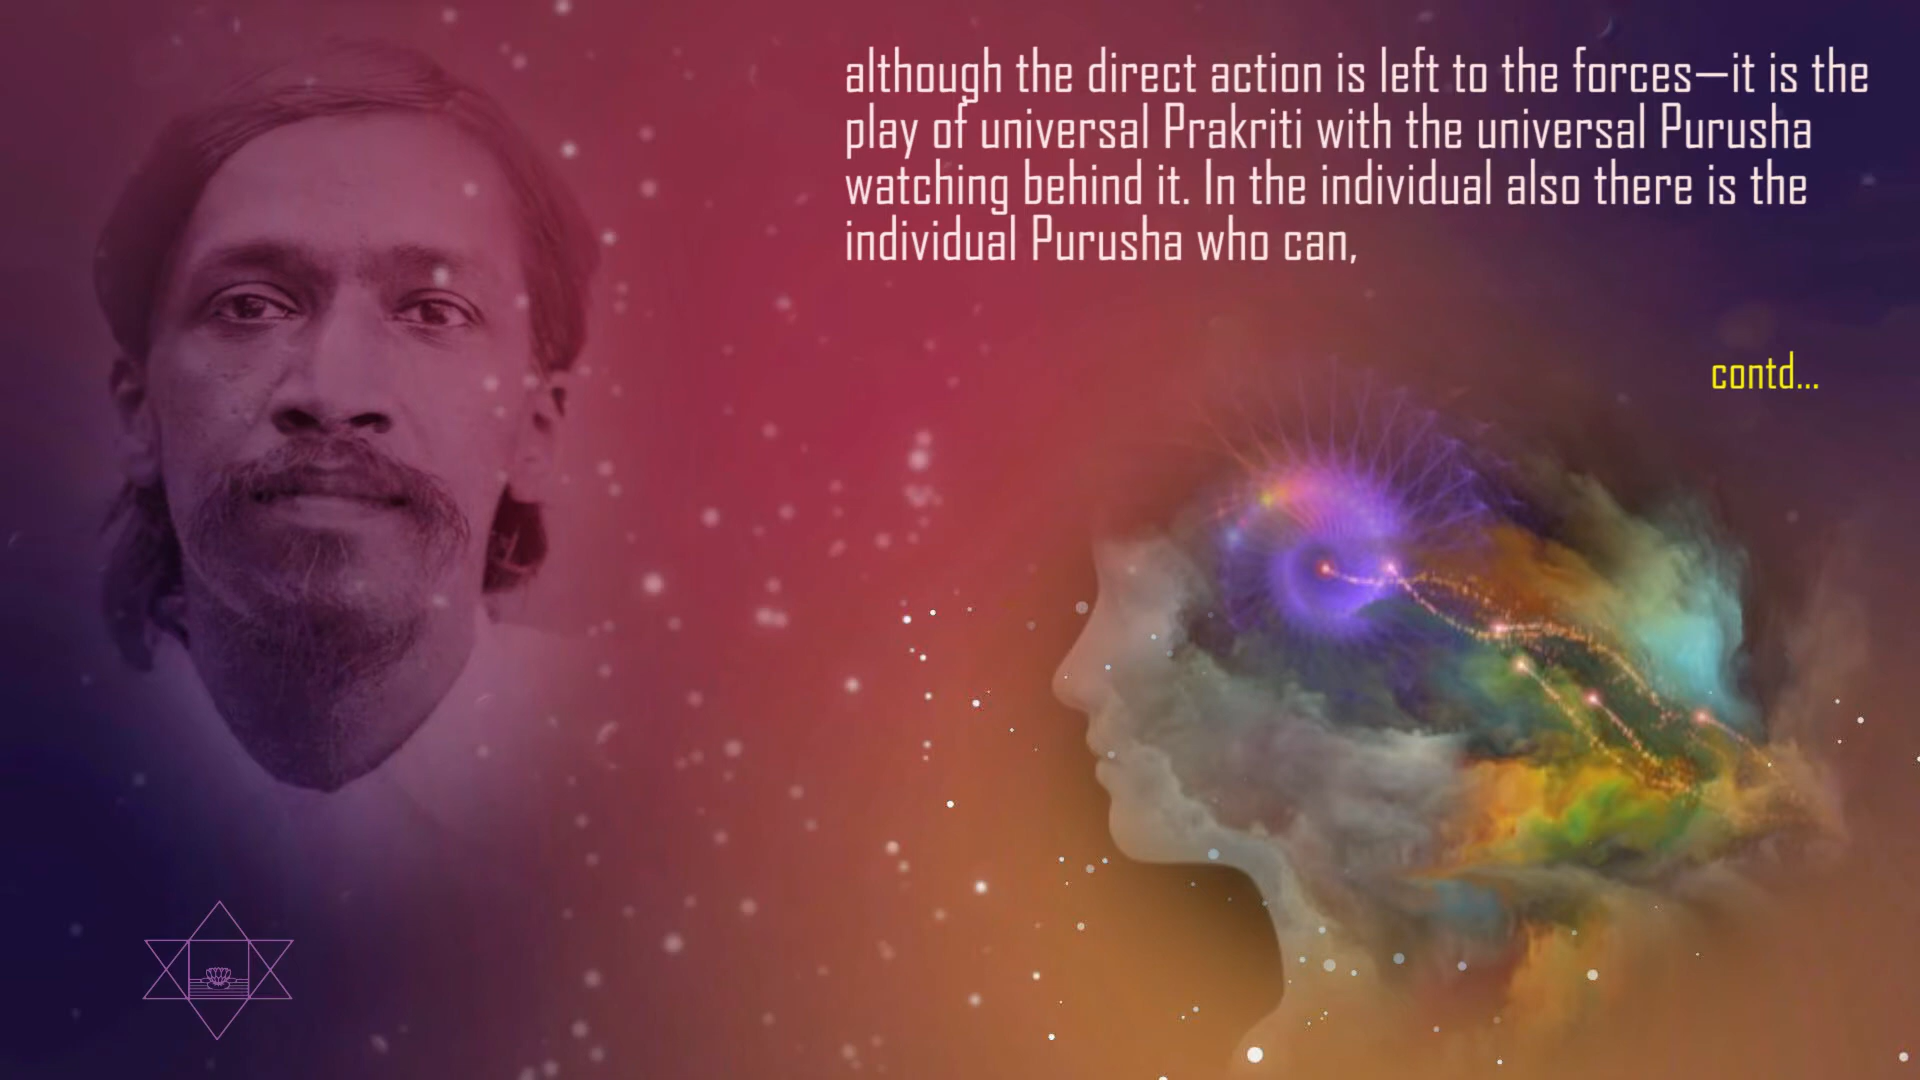 although the direct action is left to the forces—it is the
play of universal Prakriti with the universal Purusha
watching behind it. In the individual also there is the
individual Purusha who can,
contd...